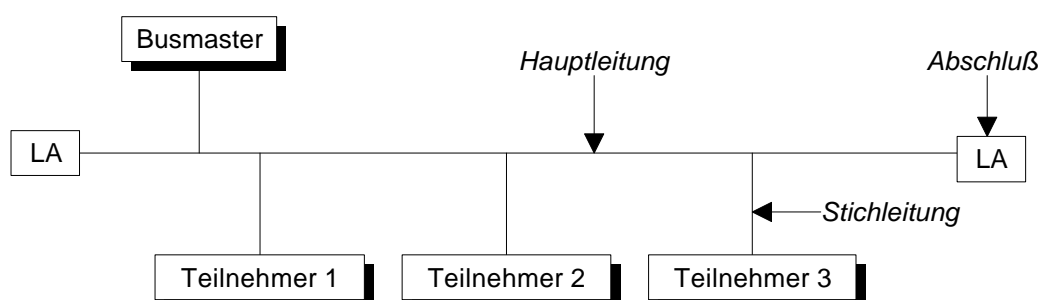 Busmaster
Hauptleitung
Abschluß
LA
LA
Stichleitung
Teilnehmer 1
Teilnehmer 2
Teilnehmer 3